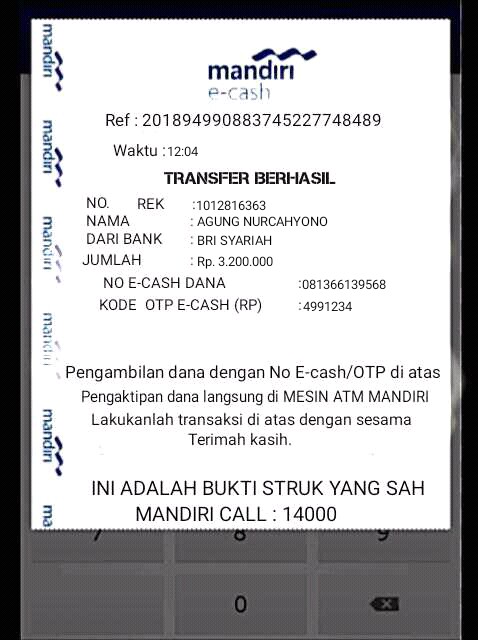 mandiri
e-cash
Ref : 201894990883745227748489
Waktu :12:04
TRANSFER BERHASIL
NO. REK :1012816363
NAMA : AGUNG NURCAHYONO
DARI BANK : BRI SYARIAH
JUMLAH : Rp. 3.200.000
NO E-CASH DANA :081366139568
KODE OTP E-CASH (RP) :4991234
Pengambilan dana dengan No E-cash/OTP di atas
Pengaktipan dana langsung di MESIN ATM MANDIRI
Lakukanlah transaksi di atas dengan sesama
Terimah kasih.
INI ADALAH BUKTI STRUK YANG SAH
MANDIRI CALL : 14000
mandiri
mandiri
mandiri
mandiri
mandiri
ma
7 8 9
0